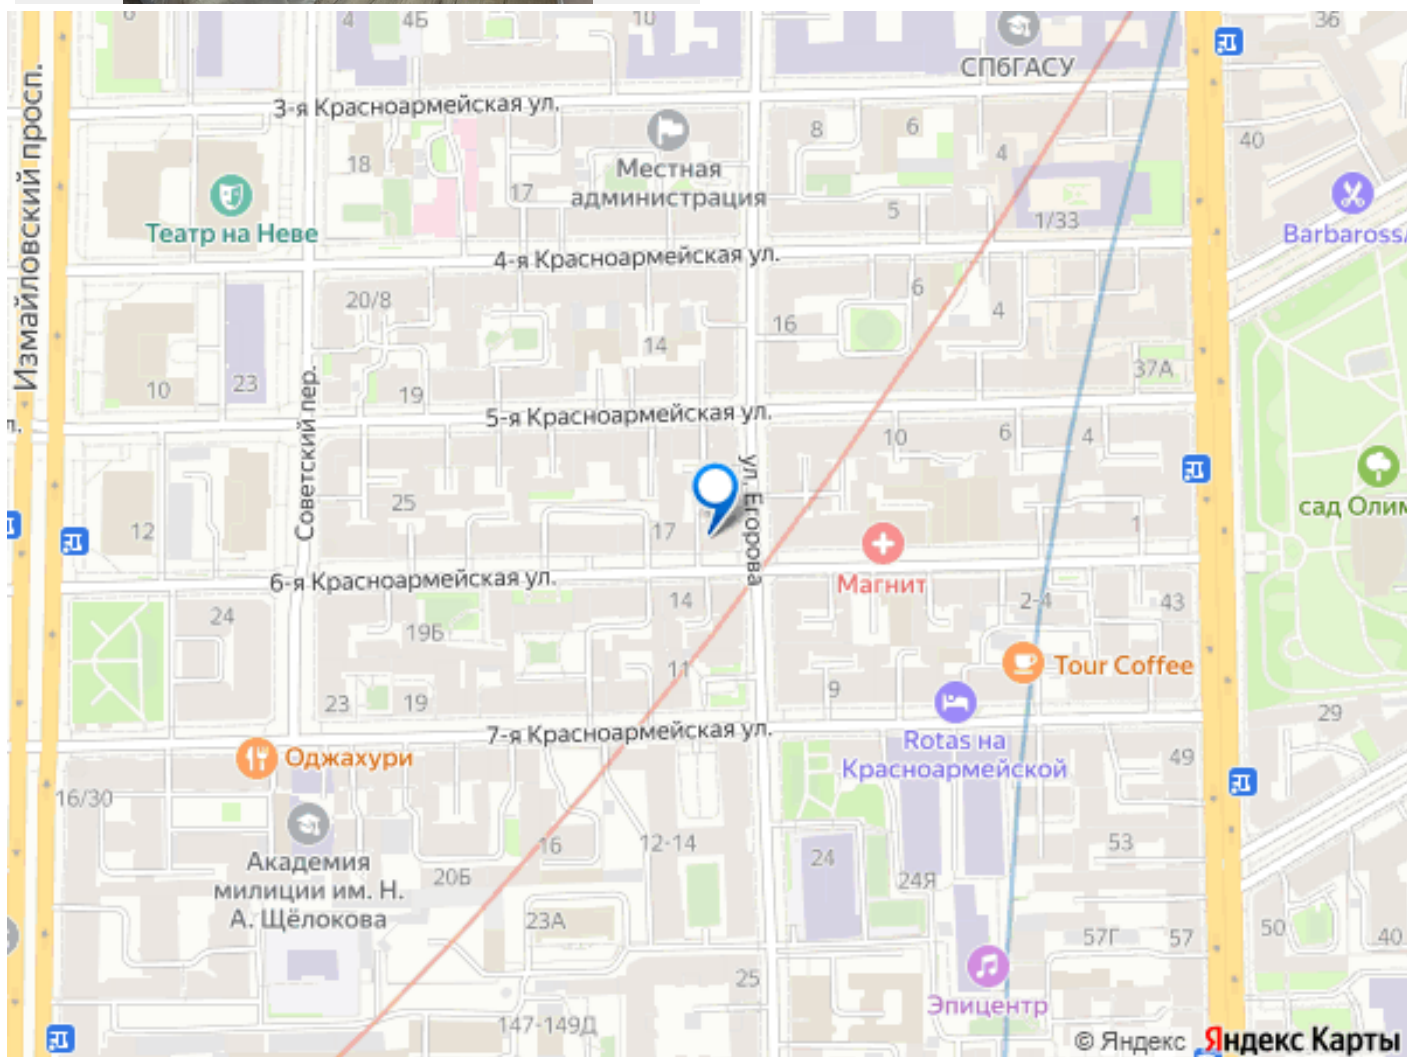 6
4
4Б
10
36
СПбГАСУ
3-я Красноармейская ул.
Измайловский просп.
8
6
40
4
18
Местная
администрация
17
5
1/33
Театр на Неве
Barbaross
4-я Красноармейская ул.
20/8
6
4
16
14
10
23
19
37А
Советский пер.
5-я Красноармейская ул.
л.
10
6
4
ул. Егорова
25
12
17
1
сад Олим
6-я Красноармейская ул.
Магнит
14
2-4
43
24
19Б
11
Tour Coffee
9
23
19
29
7-я Красноармейская ул.
Rotas на
Красноармейской
Оджахури
49
16/30
16
12-14
53
24
Академия
милиции им. Н.
А. Щёлокова
20Б
24Я
23А
57Г
57
50
40
25
Эпицентр
147-149Д
© Яндекс Яндекс Карты